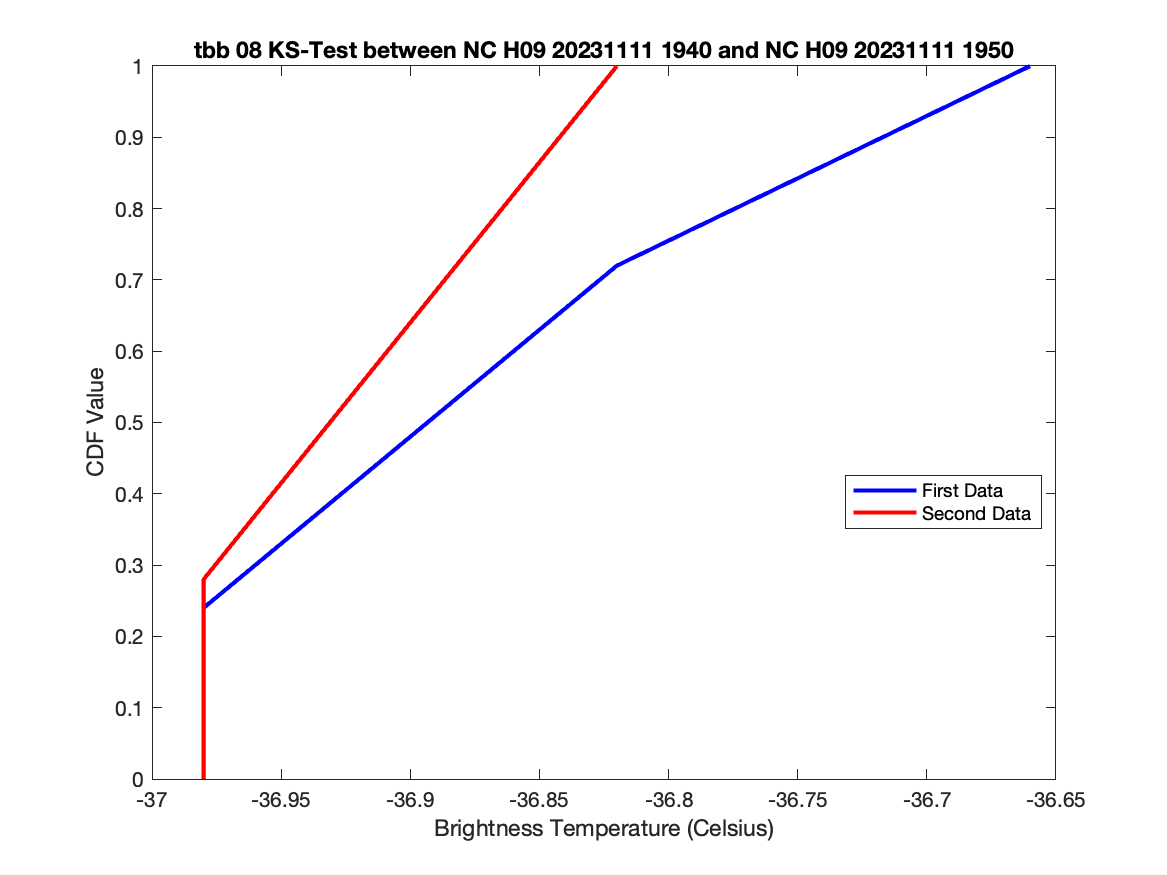 tbb 08 KS-Test between NC H09 20231111 1940 and NC H09 20231111 1950
1
0.9
0.8
0.7
0.6
0.5
0.4
0.3
0.2
0.1
0
CDF Value
First Data
Second Data
-37 -36.95 -36.9 -36.85 -36.8 -36.75 -36.7 -36.65
Brightness Temperature (Celsius)